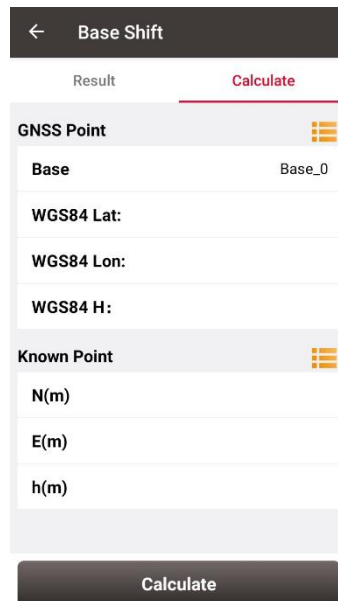 Base Shift
Result Calculate
GNSS Point
Base Base_0
WGS84 Lat:
WGS84 Lon:
WGS84 H:
Known Point
N(m)
E(m)
h(m)
Calculate